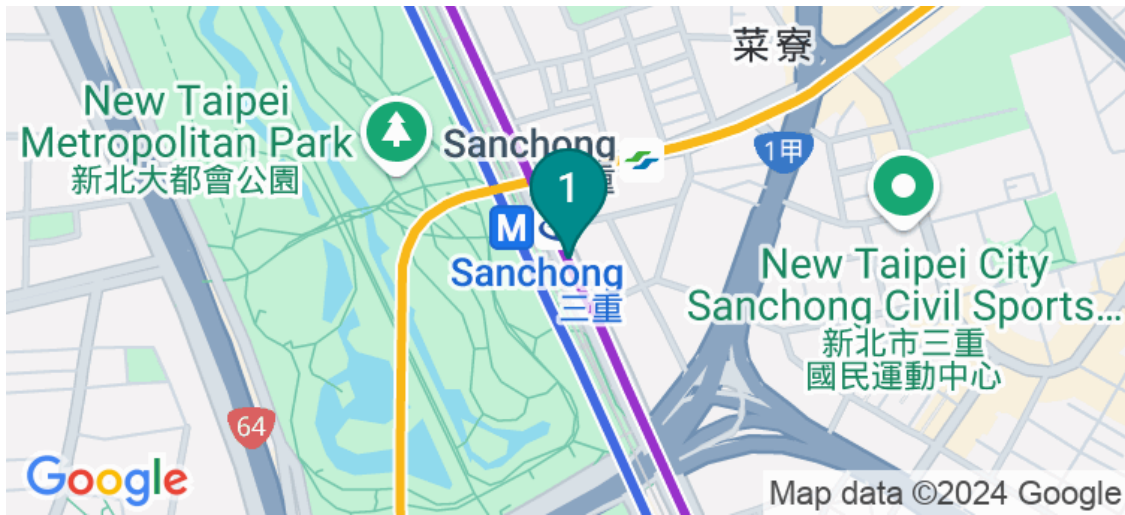 菜寮
New Taipei
Metropolitan Park
新北大都會公園
Sanchong
1甲
1
M
Sanchong
三重
New Taipei City
Sanchong Civil Sports...
新北市三重
國民運動中心
64
Google
Map data ©2024 Google